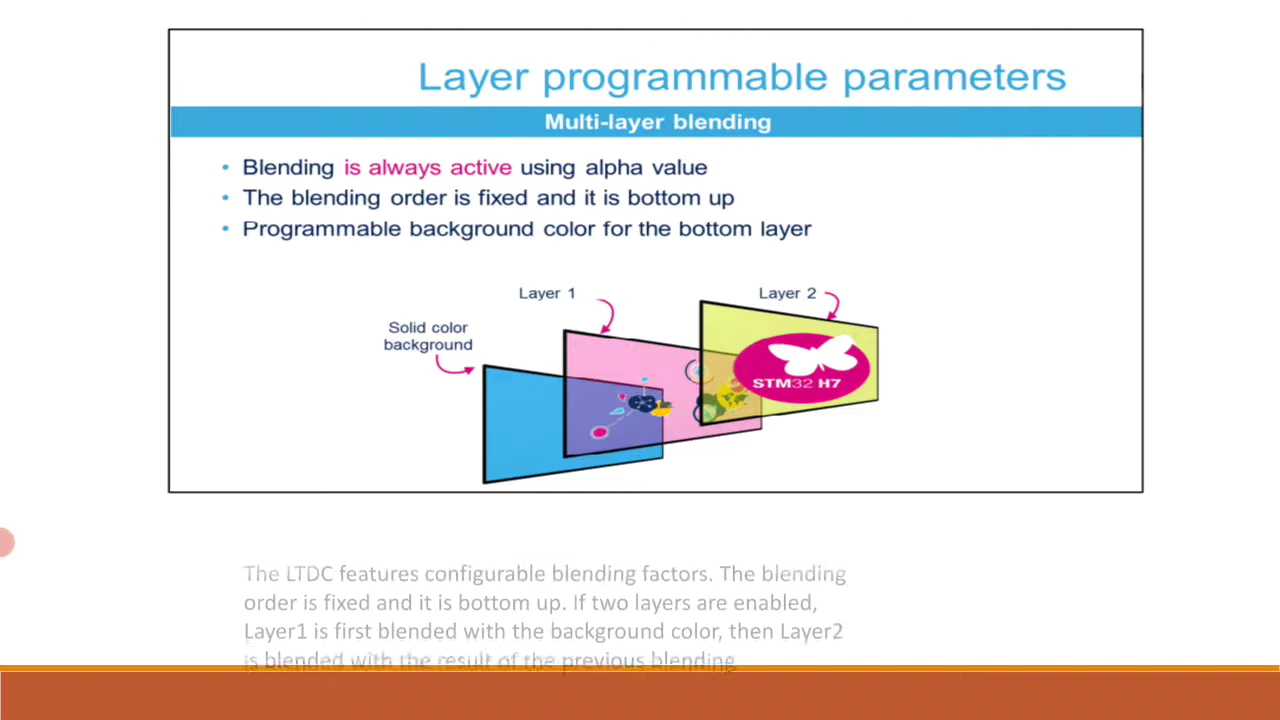 Layer programmable parameters
Multi-layer blending
• Blending is always active using alpha value
• The blending order is fixed and it is bottom up
• Programmable background color for the bottom layer
Layer 1
Layer 2
Solid color
background
STM32 H7
The LTDC features configurable blending factors. The blending
order is fixed and it is bottom up. If two layers are enabled,
Layer1 is first blended with the background color, then Layer2
is blended with the result of the previous blending